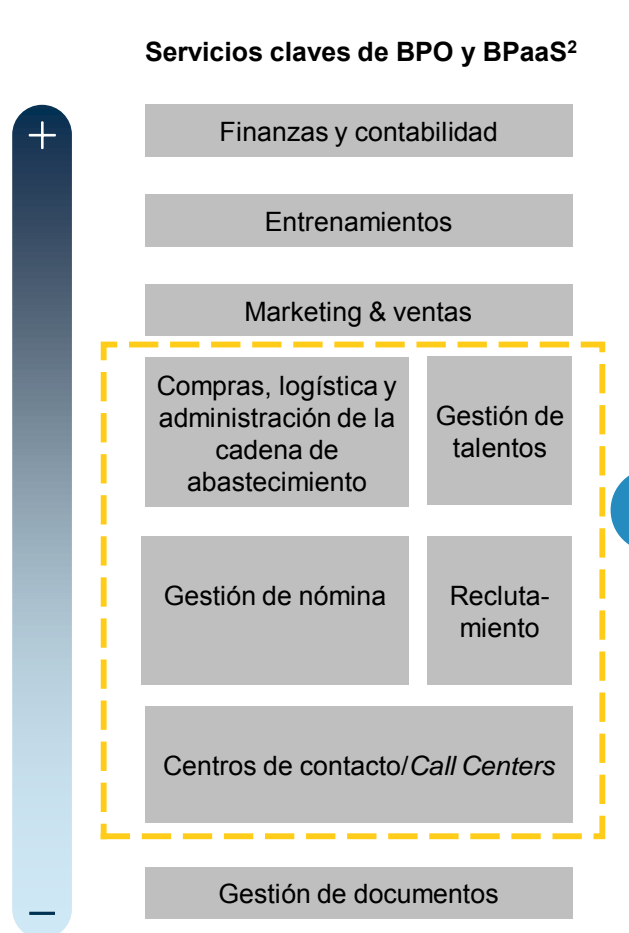 Servicios claves de BPO y BPaaS²
+
Finanzas y contabilidad
Entrenamientos
Marketing & ventas
Compras, logística y
administración de la
cadena de
abastecimiento
Gestión de
talentos
Gestión de nómina
Recluta-
miento
Centros de contacto/Call Centers
Gestión de documentos
–